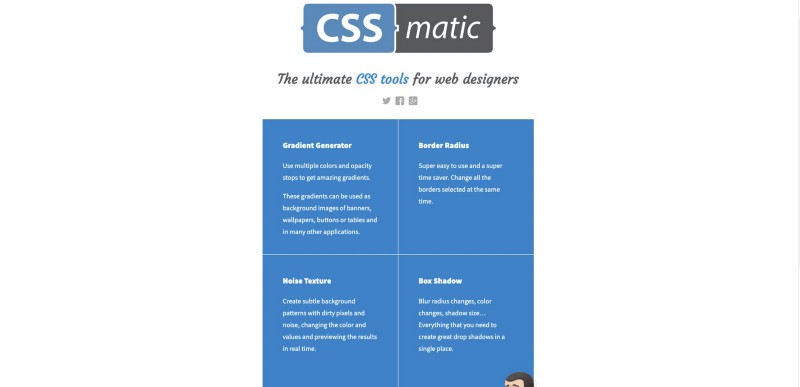 CSS matic
The ultimate CSS tools for web designers
Gradient Generator
Use multiple colors and opacity
stops to get amazing gradients.
These gradients can be used as
background images of banners,
wallpapers, buttons or tables and
in many other applications.
Border Radius
Super easy to use and a super
time saver. Change all the
borders selected at the same
time.
Noise Texture
Create subtle background
patterns with dirty pixels and
noise, changing the color and
values and previewing the results
in real time.
Box Shadow
Blur radius changes, color
changes, shadow size...
Everything that you need to
create great drop shadows in a
single place.